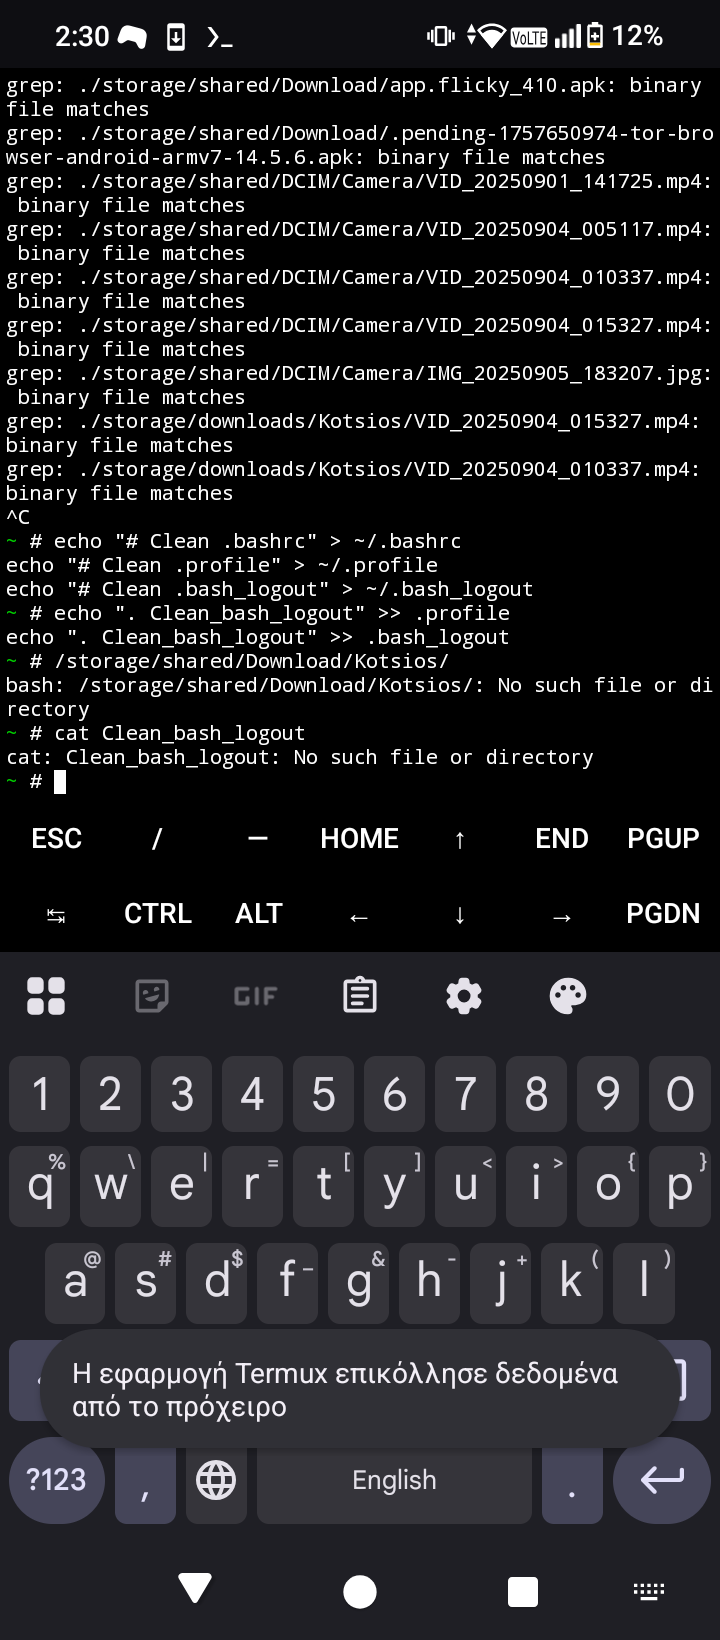 2:30 VoLTE 12%
grep: ./storage/shared/Download/app.flicky_410.apk: binary
file matches
grep: ./storage/shared/Download/.pending-1757650974-tor-bro
wser-android-armv7-14.5.6.apk: binary file matches
grep: ./storage/shared/DCIM/Camera/VID_20250901_141725.mp4:
 binary file matches
grep: ./storage/shared/DCIM/Camera/VID_20250904_005117.mp4:
 binary file matches
grep: ./storage/shared/DCIM/Camera/VID_20250904_010337.mp4:
 binary file matches
grep: ./storage/shared/DCIM/Camera/VID_20250904_015327.mp4:
 binary file matches
grep: ./storage/shared/DCIM/Camera/IMG_20250905_183207.jpg:
 binary file matches
grep: ./storage/downloads/Kotsios/VID_20250904_015327.mp4:
binary file matches
grep: ./storage/downloads/Kotsios/VID_20250904_010337.mp4:
binary file matches
^C
~ # echo "# Clean .bashrc" > ~/.bashrc
echo "# Clean .profile" > ~/.profile
echo "# Clean .bash_logout" > ~/.bash_logout
~ # echo ". Clean_bash_logout" >> .profile
echo ". Clean_bash_logout" >> .bash_logout
~ # /storage/shared/Download/Kotsios/
bash: /storage/shared/Download/Kotsios/: No such file or di
rectory
~ # cat Clean_bash_logout
cat: Clean_bash_logout: No such file or directory
~ #
ESC / — HOME ↑ END PGUP
↹ CTRL ALT ← ↓ → PGDN
GIF
1 2 3 4 5 6 7 8 9 0
q% w\ e| r= t[ y] u< i> o{ p}
a@ s# d$ f_ g& h- j+ k( l)
Η εφαρμογή Termux επικόλλησε δεδομένα
από το πρόχειρο
?123 , English .